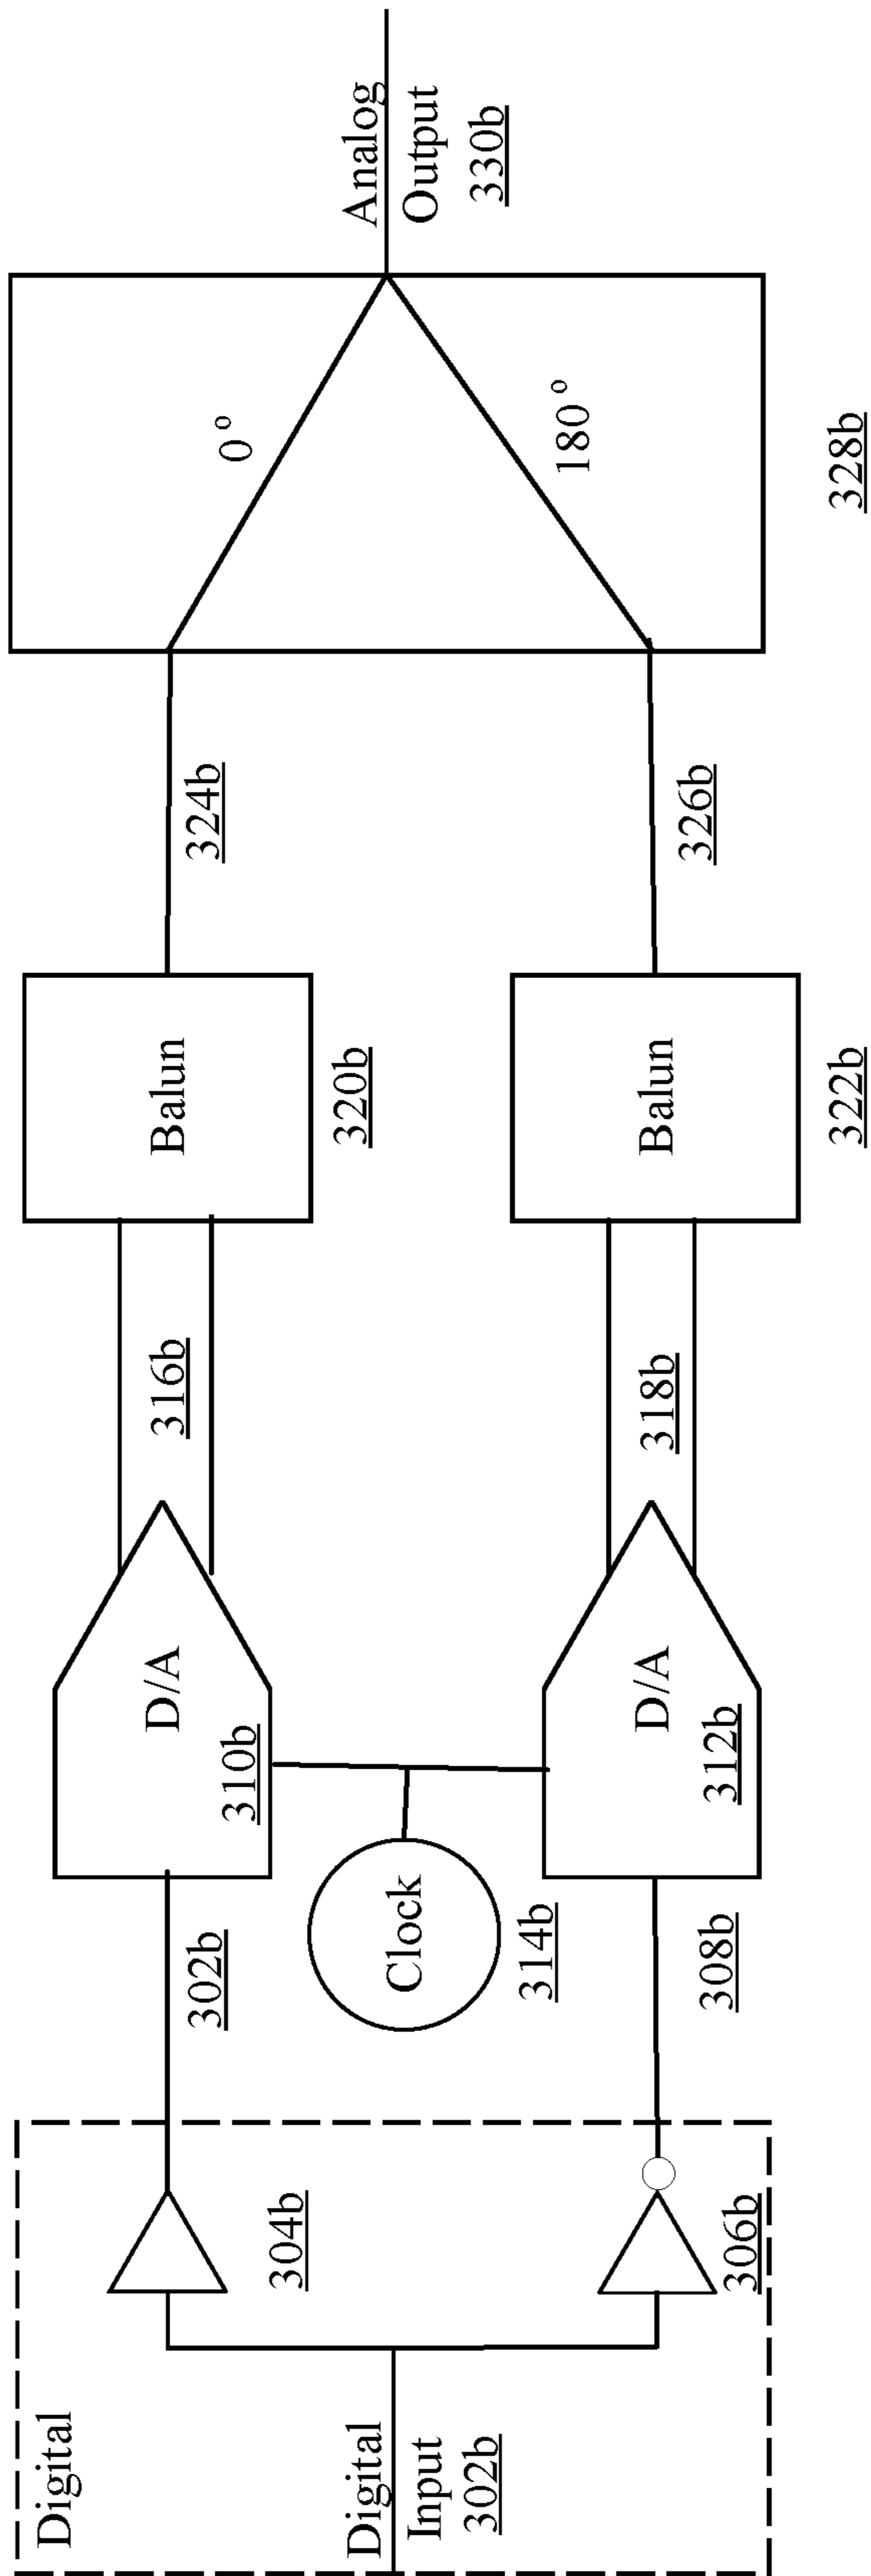 Digital
Digital
Input
302b
304b
306b
302b
308b
Clock
314b
D/A
310b
D/A
312b
316b
318b
Balun
320b
Balun
322b
324b
326b
0°
180°
328b
Analog
Output
330b